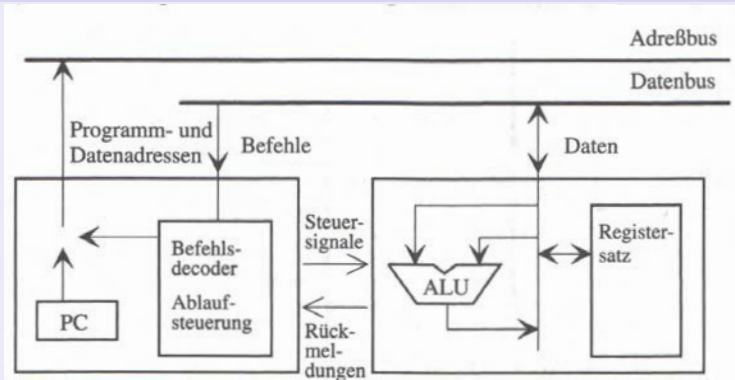 Adreßbus
Datenbus
Programm- und
Datenadressen
Befehle
Daten
Befehls-
decoder
Ablauf-
steuerung
PC
Steuer-
signale
Rück-
mel-
dungen
ALU
Register-
satz